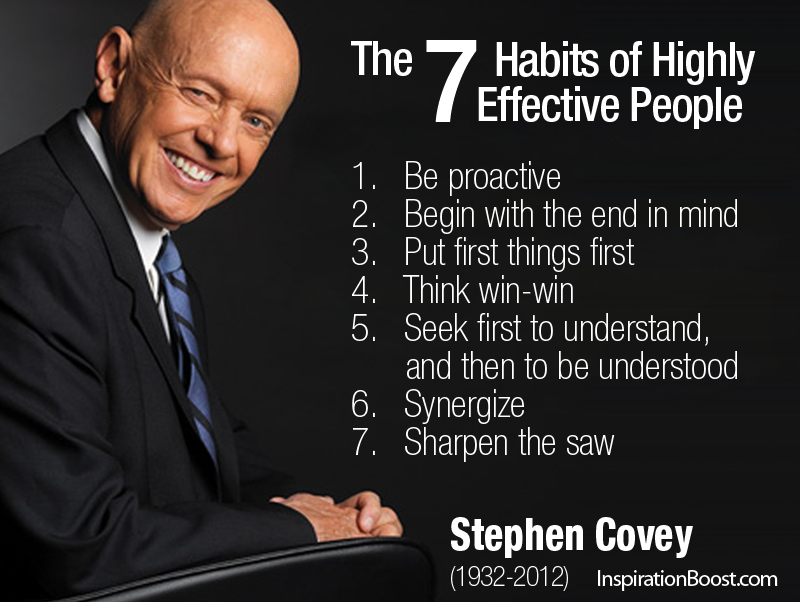 The 7 Habits of Highly
Effective People
1. Be proactive
2. Begin with the end in mind
3. Put first things first
4. Think win-win
5. Seek first to understand,
and then to be understood
6. Synergize
7. Sharpen the saw
Stephen Covey
(1932-2012) InspirationBoost.com